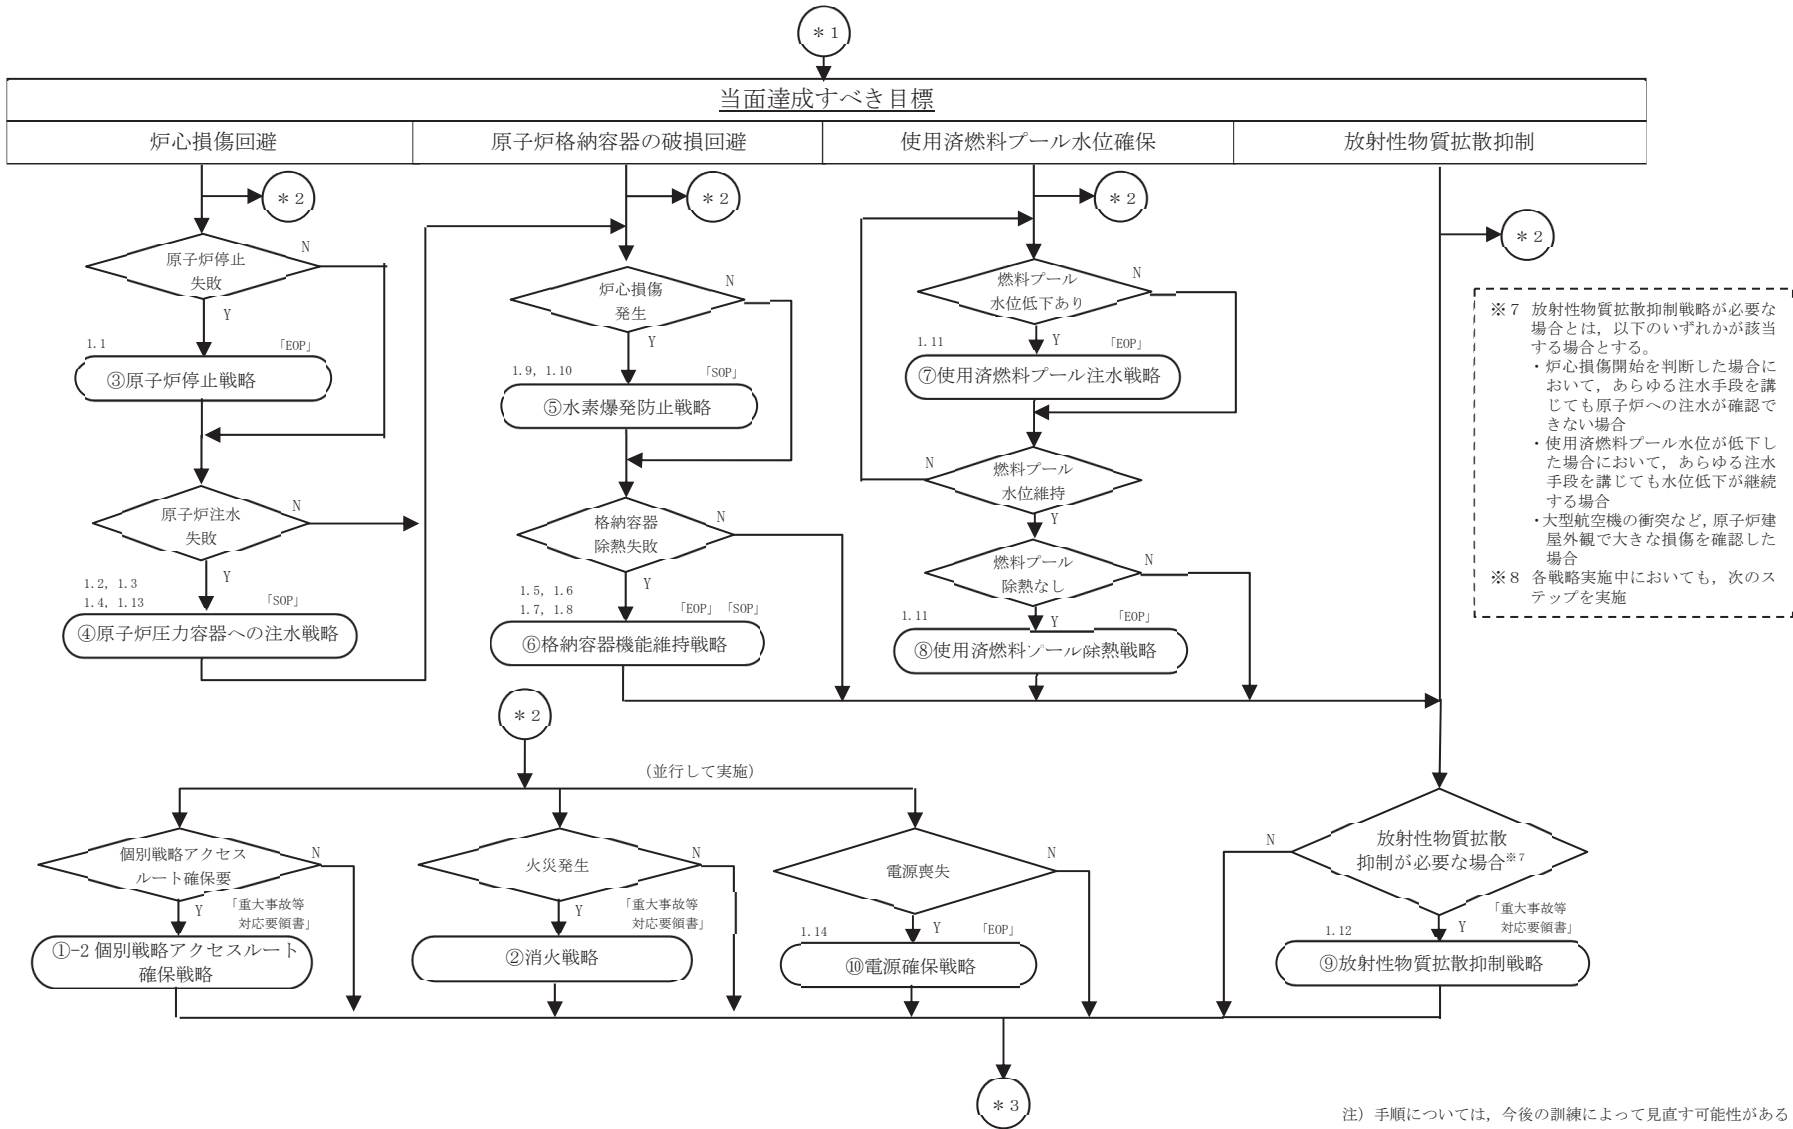 ＊1
当面達成すべき目標
炉心損傷回避
原子炉格納容器の破損回避
使用済燃料プール水位確保
放射性物質拡散抑制
＊2
原子炉停止
失敗
N
Y
1.1
「EOP」
③原子炉停止戦略
原子炉注水
失敗
N
Y
1.2, 1.3
1.4, 1.13
「SOP」
④原子炉圧力容器への注水戦略
＊2
炉心損傷
発生
N
Y
1.9, 1.10
「SOP」
⑤水素爆発防止戦略
格納容器
除熱失敗
N
Y
1.5, 1.6
1.7, 1.8
「EOP」「SOP」
⑥格納容器機能維持戦略
＊2
燃料プール
水位低下あり
N
Y
1.11
「EOP」
⑦使用済燃料プール注水戦略
N
燃料プール
水位維持
Y
燃料プール
除熱なし
N
Y
1.11
「EOP」
⑧使用済燃料プール除熱戦略
＊2
※7 放射性物質拡散抑制戦略が必要な
場合とは，以下のいずれかが該当
する場合とする。
・炉心損傷開始を判断した場合に
おいて，あらゆる注水手段を講
じても原子炉への注水が確認で
きない場合
・使用済燃料プール水位が低下し
た場合において，あらゆる注水
手段を講じても水位低下が継続
する場合
・大型航空機の衝突など，原子炉建
屋外観で大きな損傷を確認した
場合
※8 各戦略実施中においても，次のス
テップを実施
＊2
（並行して実施）
個別戦略アクセス
ルート確保要
N
Y
「重大事故等
対応要領書」
①-2 個別戦略アクセスルート
確保戦略
火災発生
N
Y
「重大事故等
対応要領書」
②消火戦略
電源喪失
N
Y
1.14
「EOP」
⑩電源確保戦略
放射性物質拡散
抑制が必要な場合※7
N
Y
1.12
「重大事故等
対応要領書」
⑨放射性物質拡散抑制戦略
＊3
注）手順については，今後の訓練によって見直す可能性がある